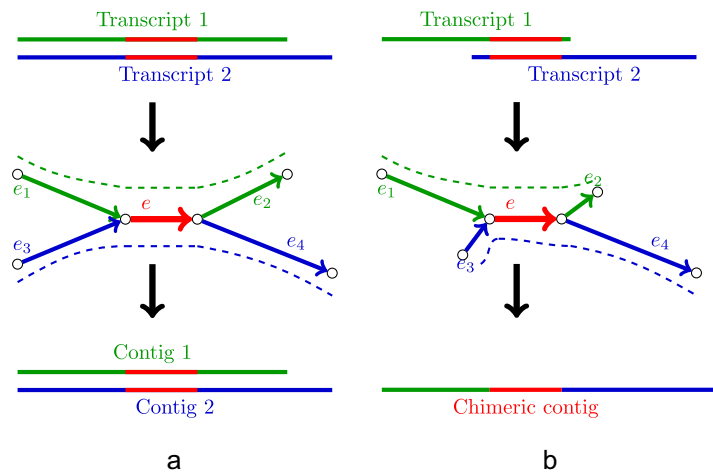 Transcript 1
Transcript 2
e1
e
e2
e3
e4
Contig 1
Contig 2
a
Transcript 1
Transcript 2
e1
e
e2
e3
e4
Chimeric contig
b